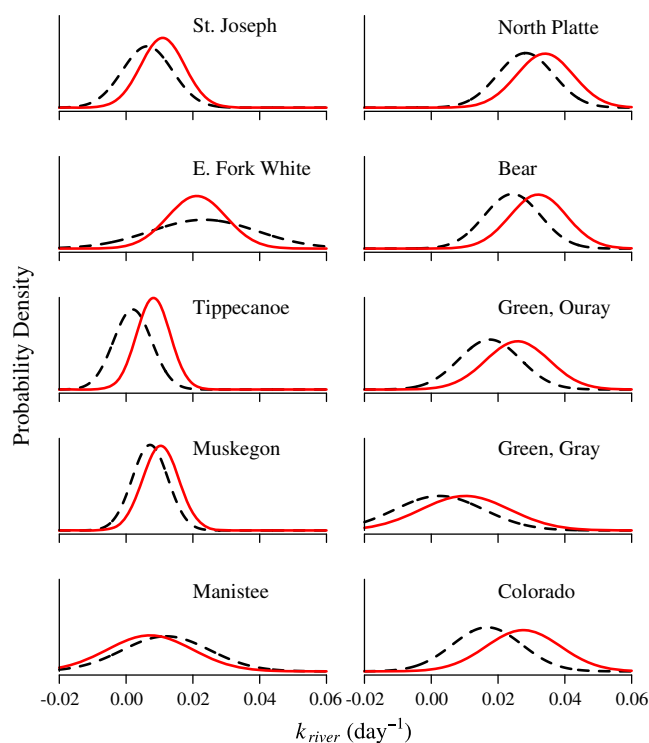 St. Joseph
North Platte
E. Fork White
Bear
Tippecanoe
Green, Ouray
Muskegon
Green, Gray
Manistee
Colorado
Probability Density
-0.02 0.00 0.02 0.04 0.06
-0.02 0.00 0.02 0.04 0.06
k_river (day⁻¹)